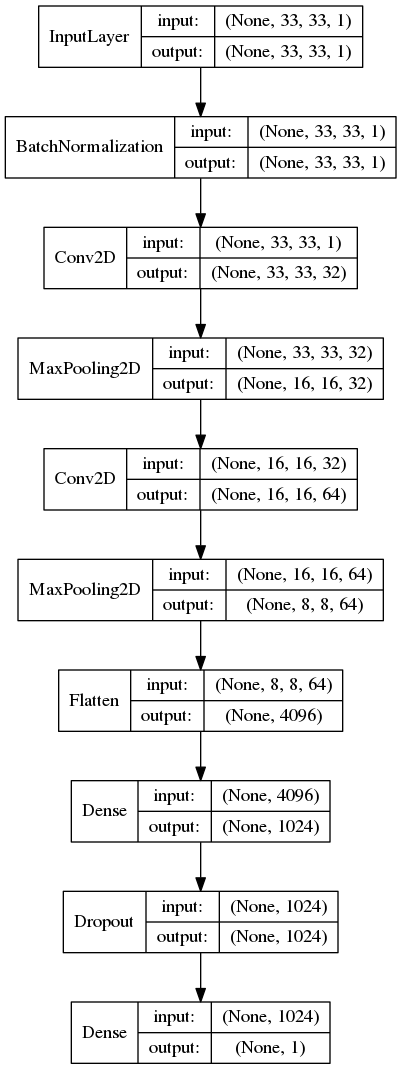 InputLayer
input: (None, 33, 33, 1)
output: (None, 33, 33, 1)
BatchNormalization
input: (None, 33, 33, 1)
output: (None, 33, 33, 1)
Conv2D
input: (None, 33, 33, 1)
output: (None, 33, 33, 32)
MaxPooling2D
input: (None, 33, 33, 32)
output: (None, 16, 16, 32)
Conv2D
input: (None, 16, 16, 32)
output: (None, 16, 16, 64)
MaxPooling2D
input: (None, 16, 16, 64)
output: (None, 8, 8, 64)
Flatten
input: (None, 8, 8, 64)
output: (None, 4096)
Dense
input: (None, 4096)
output: (None, 1024)
Dropout
input: (None, 1024)
output: (None, 1024)
Dense
input: (None, 1024)
output: (None, 1)